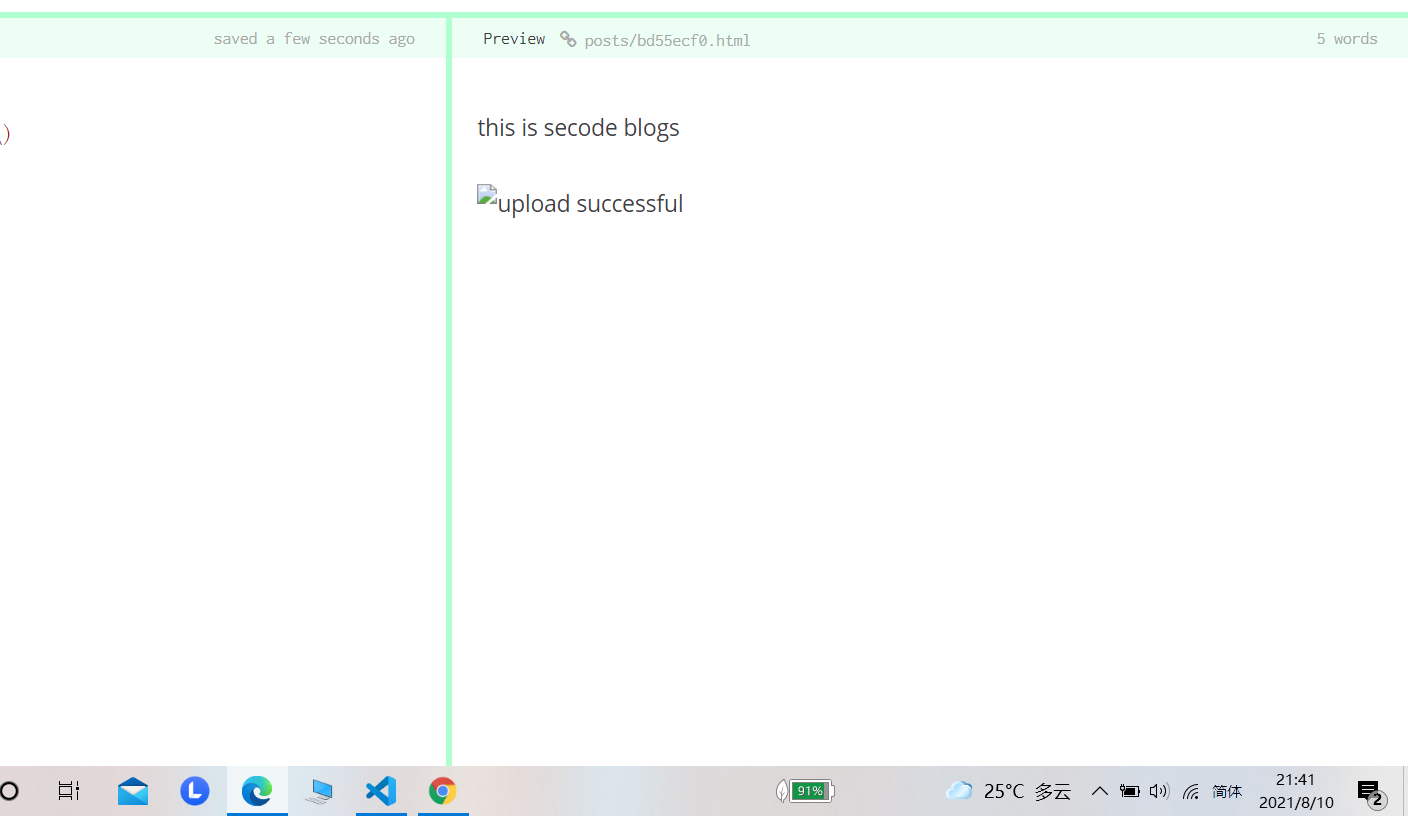 saved a few seconds ago
Preview posts/bd55ecf0.html
5 words
)
this is secode blogs
upload successful
L
91%
25°C 多云
简体
21:41
2021/8/10
2